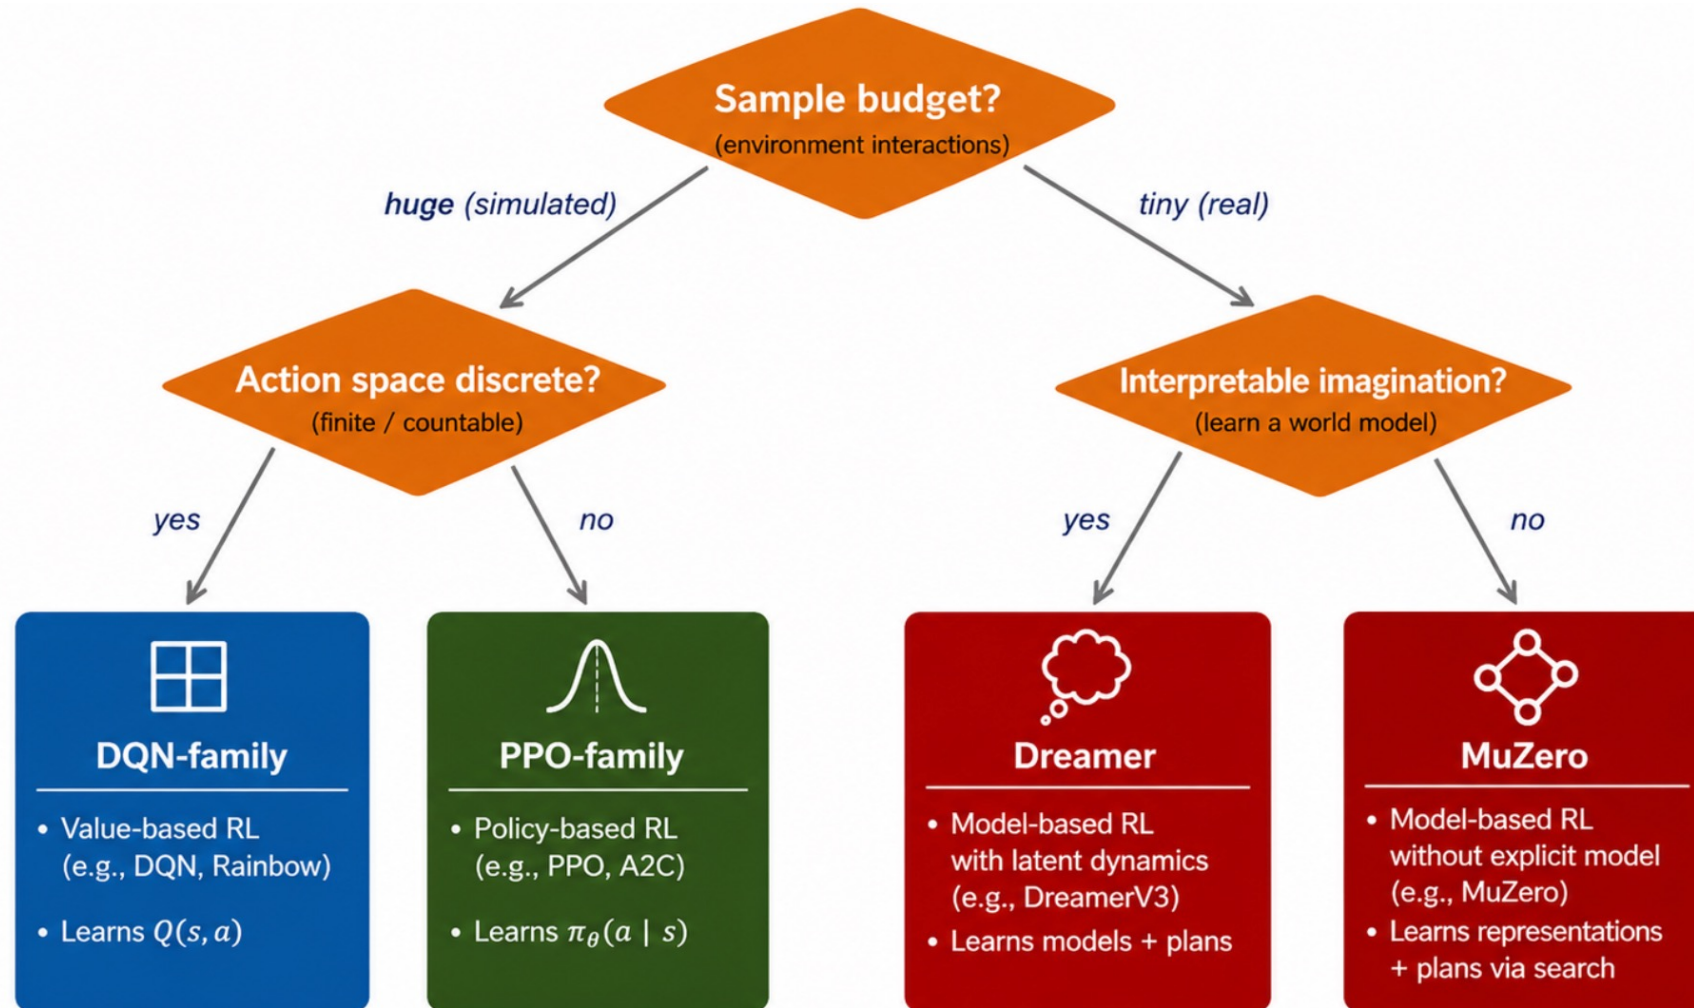 Sample budget?
(environment interactions)
huge (simulated)
tiny (real)
Action space discrete?
(finite / countable)
Interpretable imagination?
(learn a world model)
yes
no
yes
no
DQN-family
• Value-based RL
(e.g., DQN, Rainbow)
• Learns Q(s, a)
PPO-family
• Policy-based RL
(e.g., PPO, A2C)
• Learns π_θ(a | s)
Dreamer
• Model-based RL
with latent dynamics
(e.g., DreamerV3)
• Learns models + plans
MuZero
• Model-based RL
without explicit model
(e.g., MuZero)
• Learns representations
+ plans via search